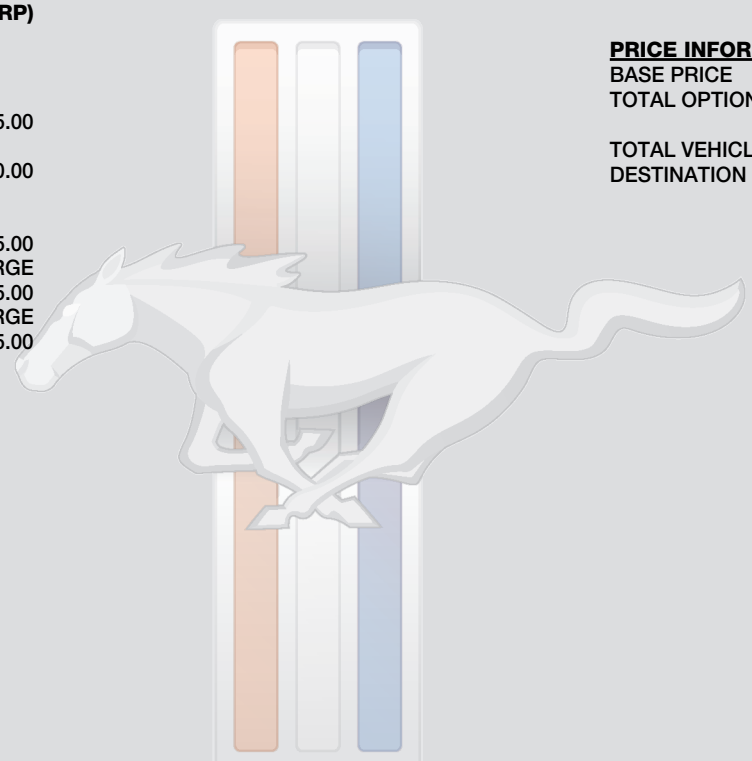 RP)
5.00
0.00
5.00
RGE
5.00
RGE
5.00
PRICE INFOR
BASE PRICE
TOTAL OPTION
TOTAL VEHICL
DESTINATION